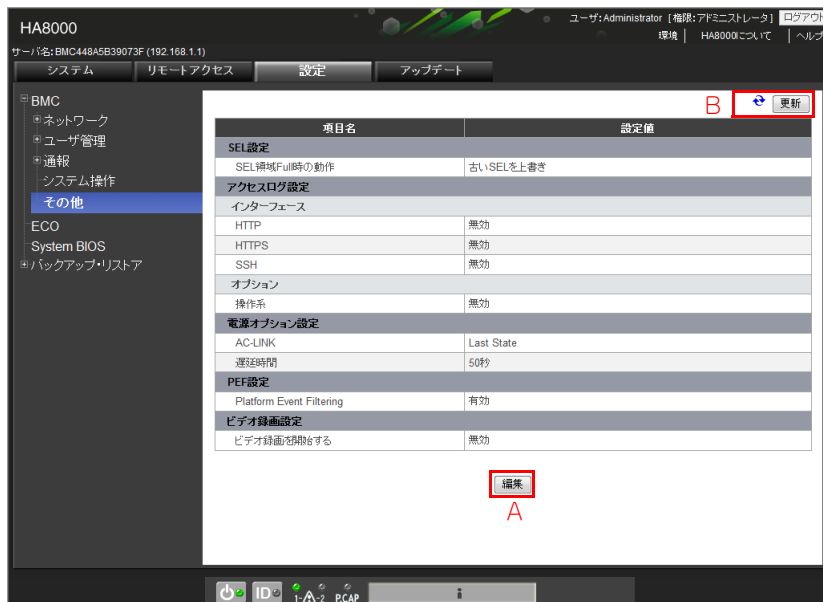 HA8000
ユーザ:Administrator [権限:アドミニストレータ] ログアウト
環境 | HA8000について | ヘルプ
サーバ名:BMC448A5B39073F (192.168.1.1)
システム リモートアクセス 設定 アップデート
BMC
ネットワーク
ユーザ管理
通報
システム操作
その他
ECO
System BIOS
バックアップ・リストア
B 更新
項目名 設定値
SEL設定
SEL領域Full時の動作 古いSELを上書き
アクセスログ設定
インターフェース
HTTP 無効
HTTPS 無効
SSH 無効
オプション
操作系 無効
電源オプション設定
AC-LINK Last State
遅延時間 50秒
PEF設定
Platform Event Filtering 有効
ビデオ録画設定
ビデオ録画を開始する 無効
編集
A
ID 1-2 P.CAP i